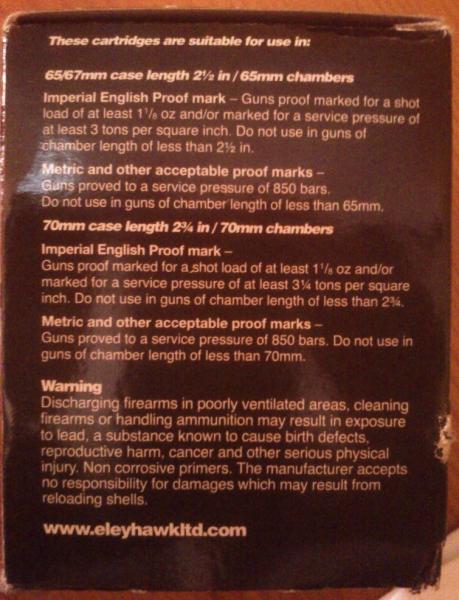 These cartridges are suitable for use in:
65/67mm case length 2½ in / 65mm chambers
Imperial English Proof mark – Guns proof marked for a shot
load of at least 1⅛ oz and/or marked for a service pressure of
at least 3 tons per square inch. Do not use in guns of
chamber length of less than 2½ in.
Metric and other acceptable proof marks –
Guns proved to a service pressure of 850 bars.
Do not use in guns of chamber length of less than 65mm.
70mm case length 2¾ in / 70mm chambers
Imperial English Proof mark –
Guns proof marked for a shot load of at least 1⅛ oz and/or
marked for a service pressure of at least 3¼ tons per square
inch. Do not use in guns of chamber length of less than 2¾.
Metric and other acceptable proof marks –
Guns proved to a service pressure of 850 bars. Do not use in
guns of chamber length of less than 70mm.
Warning
Discharging firearms in poorly ventilated areas, cleaning
firearms or handling ammunition may result in exposure
to lead, a substance known to cause birth defects,
reproductive harm, cancer and other serious physical
injury. Non corrosive primers. The manufacturer accepts
no responsibility for damages which may result from
reloading shells.
www.eleyhawkltd.com